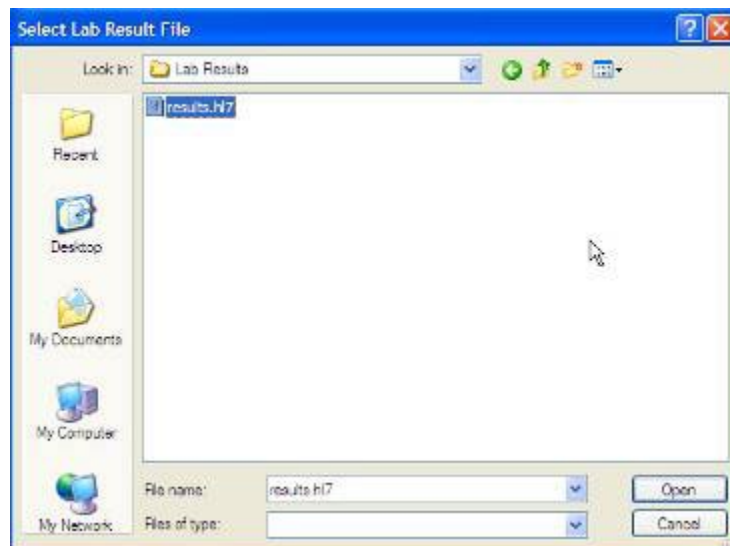 Select Lab Result File
Look in: Lab Results
results.hl7
Recent
Desktop
My Documents
My Computer
My Network
File name: results.hl7 Open
Files of type: Cancel